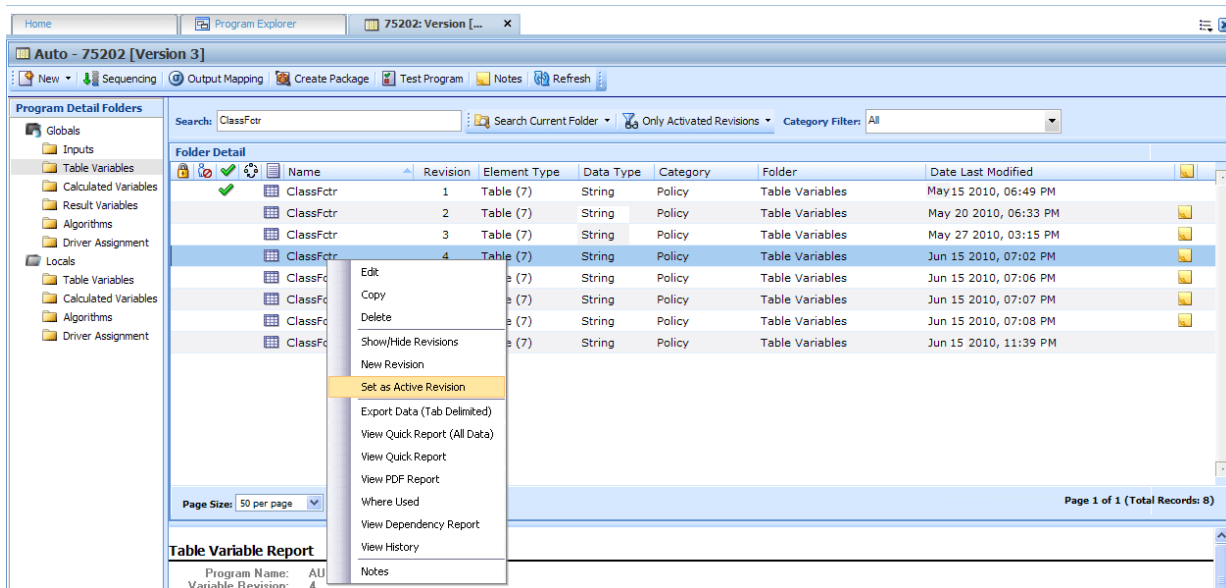 Home
Program Explorer
75202: Version [... x
Auto - 75202 [Version 3]
New
Sequencing
Output Mapping
Create Package
Test Program
Notes
Refresh
Program Detail Folders
Globals
Inputs
Table Variables
Calculated Variables
Result Variables
Algorithms
Driver Assignment
Locals
Table Variables
Calculated Variables
Algorithms
Driver Assignment
Search: ClassFctr
Search Current Folder
Only Activated Revisions
Category Filter: All
Folder Detail
Name Revision Element Type Data Type Category Folder Date Last Modified
ClassFctr 1 Table (7) String Policy Table Variables May 15 2010, 06:49 PM
ClassFctr 2 Table (7) String Policy Table Variables May 20 2010, 06:33 PM
ClassFctr 3 Table (7) String Policy Table Variables May 27 2010, 03:15 PM
ClassFctr 4 Table (7) String Policy Table Variables Jun 15 2010, 07:02 PM
(7) String Policy Table Variables Jun 15 2010, 07:06 PM
(7) String Policy Table Variables Jun 15 2010, 07:07 PM
(7) String Policy Table Variables Jun 15 2010, 07:08 PM
(7) String Policy Table Variables Jun 15 2010, 11:39 PM
Edit
Copy
Delete
Show/Hide Revisions
New Revision
Set as Active Revision
Export Data (Tab Delimited)
View Quick Report (All Data)
View Quick Report
View PDF Report
Where Used
View Dependency Report
View History
Notes
Page Size: 50 per page
Page 1 of 1 (Total Records: 8)
Table Variable Report
Program Name: AU
Variable Revision: 4